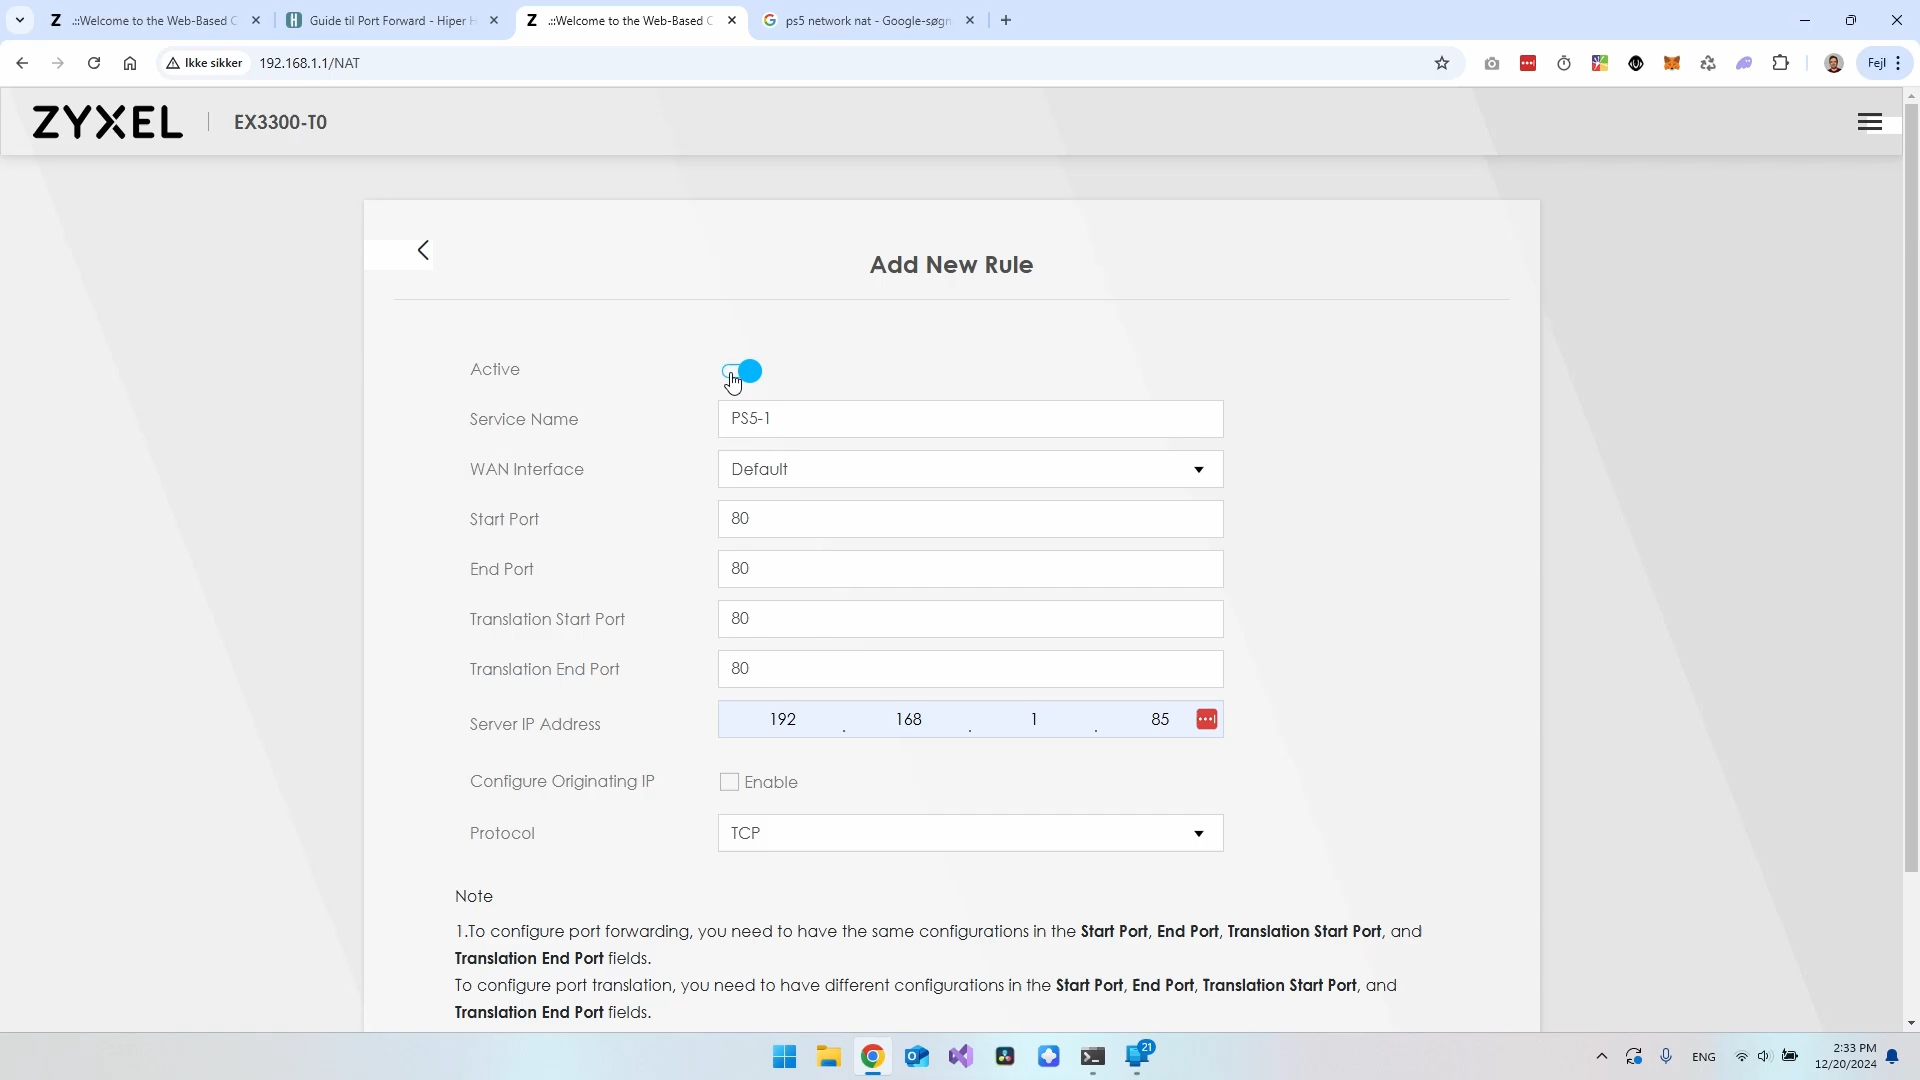 .::Welcome to the Web-Based C
Guide til Port Forward - Hiper H
.::Welcome to the Web-Based C
ps5 network nat - Google-søgn
Ikke sikker
192.168.1.1/NAT
Fejl
ZYXEL
EX3300-T0
Add New Rule
Active
Service Name
PS5-1
WAN Interface
Default
Start Port
80
End Port
80
Translation Start Port
80
Translation End Port
80
Server IP Address
192 . 168 . 1 . 85
Configure Originating IP
Enable
Protocol
TCP
Note
1.To configure port forwarding, you need to have the same configurations in the Start Port, End Port, Translation Start Port, and
Translation End Port fields.
To configure port translation, you need to have different configurations in the Start Port, End Port, Translation Start Port, and
Translation End Port fields.
21
ENG
2:33 PM
12/20/2024